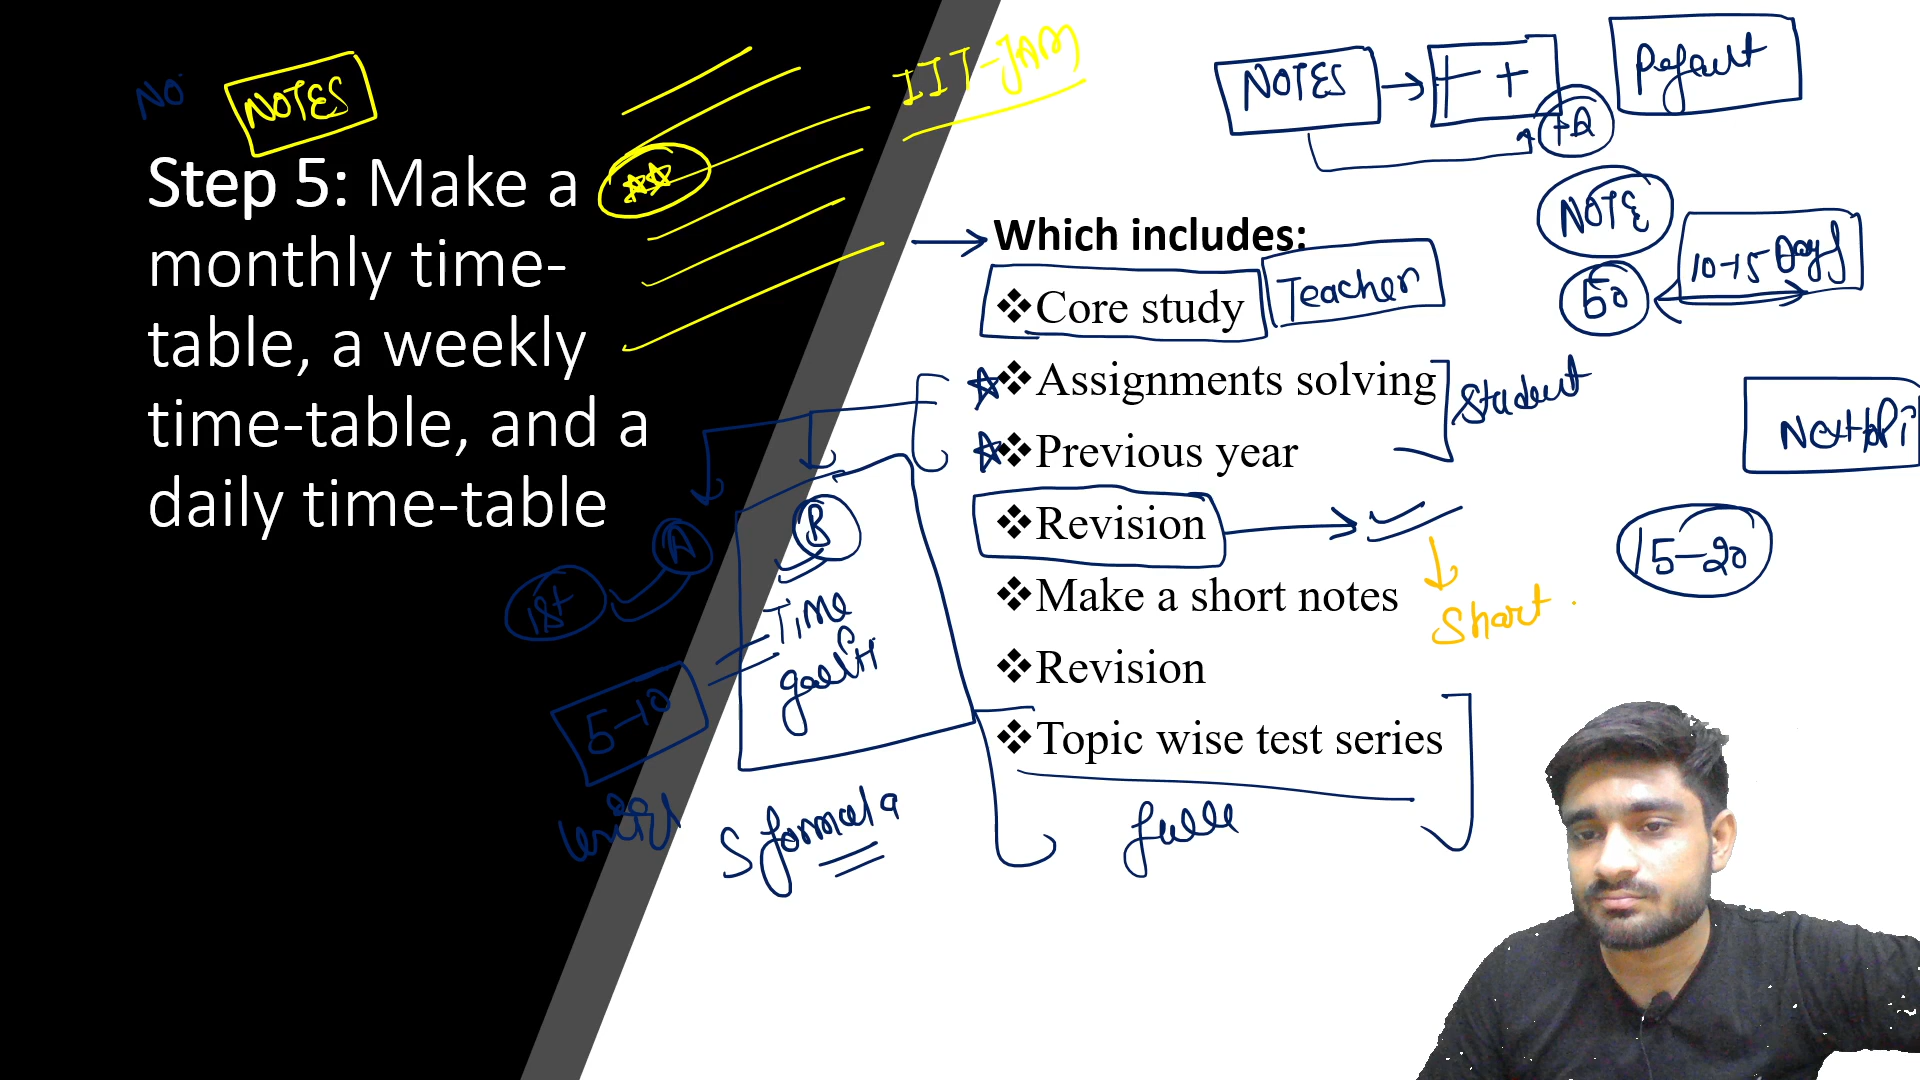 No
NOTES
IIT-JAM
Step 5: Make a
monthly time-
table, a weekly
time-table, and a
daily time-table
NOTES
Default
NOTE
10-15 Days
50
Which includes:
❖Core study
Teacher
❖Assignments solving
❖Previous year
Student
❖Revision
❖Make a short notes
Short
❖Revision
❖Topic wise test series
15-20
A
B
1st
Time
5-10
formula